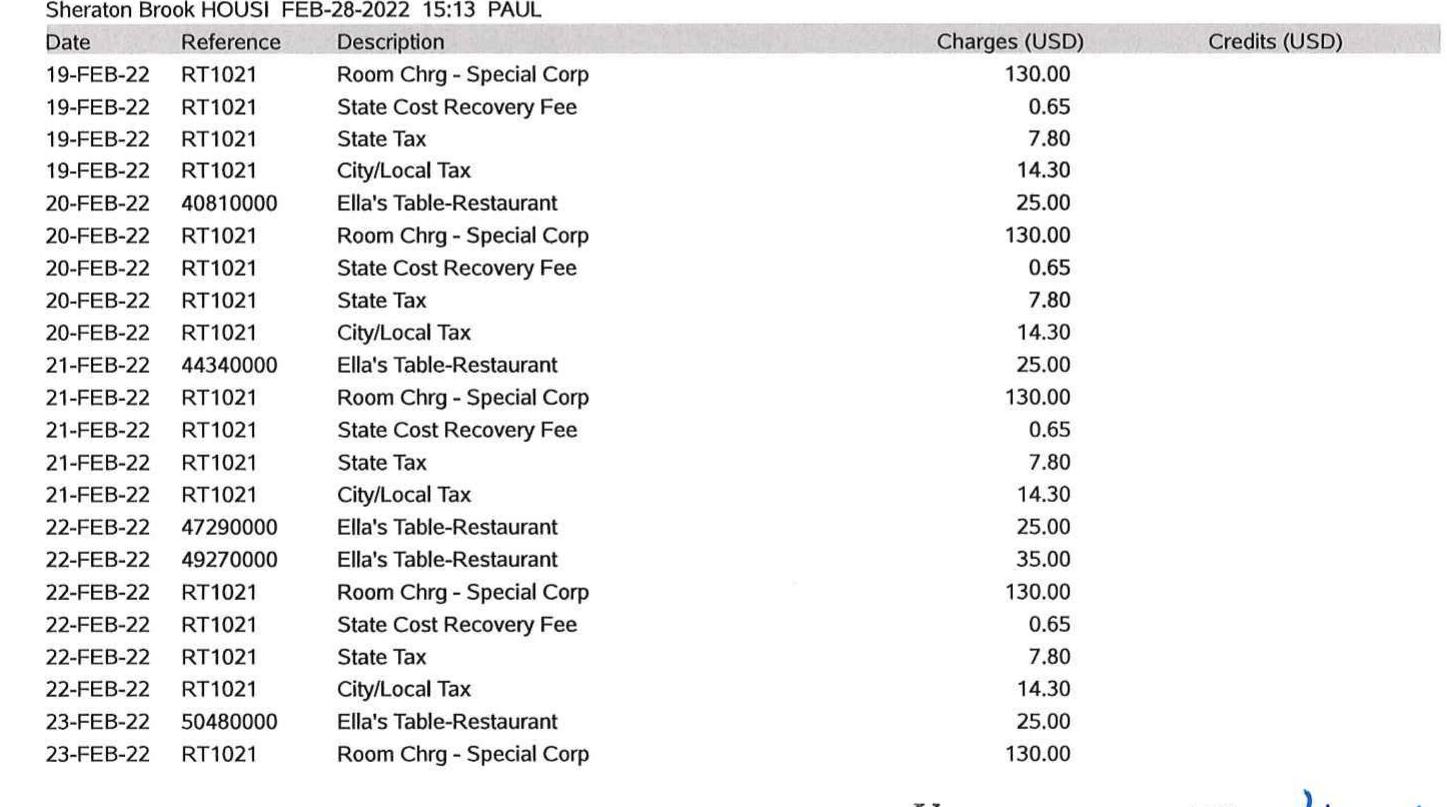 Sheraton Brook HOUSI FEB-28-2022 15:13 PAUL
Date Reference Description Charges (USD) Credits (USD)
19-FEB-22 RT1021 Room Chrg - Special Corp 130.00
19-FEB-22 RT1021 State Cost Recovery Fee 0.65
19-FEB-22 RT1021 State Tax 7.80
19-FEB-22 RT1021 City/Local Tax 14.30
20-FEB-22 40810000 Ella's Table-Restaurant 25.00
20-FEB-22 RT1021 Room Chrg - Special Corp 130.00
20-FEB-22 RT1021 State Cost Recovery Fee 0.65
20-FEB-22 RT1021 State Tax 7.80
20-FEB-22 RT1021 City/Local Tax 14.30
21-FEB-22 44340000 Ella's Table-Restaurant 25.00
21-FEB-22 RT1021 Room Chrg - Special Corp 130.00
21-FEB-22 RT1021 State Cost Recovery Fee 0.65
21-FEB-22 RT1021 State Tax 7.80
21-FEB-22 RT1021 City/Local Tax 14.30
22-FEB-22 47290000 Ella's Table-Restaurant 25.00
22-FEB-22 49270000 Ella's Table-Restaurant 35.00
22-FEB-22 RT1021 Room Chrg - Special Corp 130.00
22-FEB-22 RT1021 State Cost Recovery Fee 0.65
22-FEB-22 RT1021 State Tax 7.80
22-FEB-22 RT1021 City/Local Tax 14.30
23-FEB-22 50480000 Ella's Table-Restaurant 25.00
23-FEB-22 RT1021 Room Chrg - Special Corp 130.00